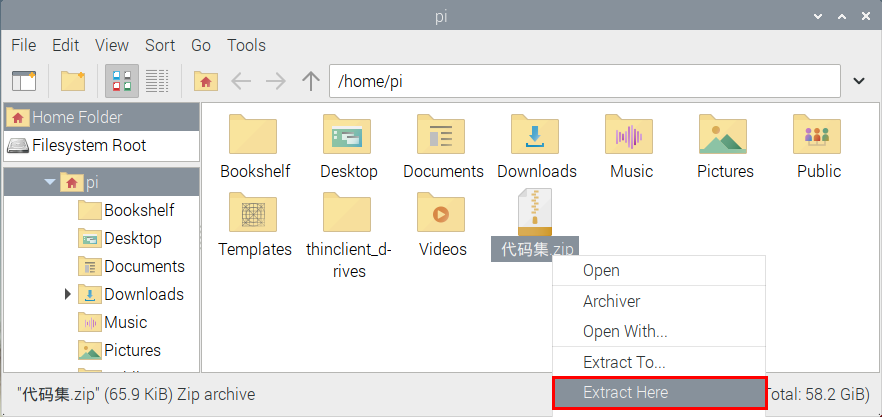 pi
File Edit View Sort Go Tools
/home/pi
Home Folder
Filesystem Root
pi
Bookshelf
Desktop
Documents
Downloads
Music
Pictures
Bookshelf Desktop Documents Downloads Music Pictures Public
Templates thinclient_d-
rives Videos 代码集.zip
Open
Archiver
Open With...
Extract To...
Extract Here
"代码集.zip" (65.9 KiB) Zip archive
Total: 58.2 GiB)